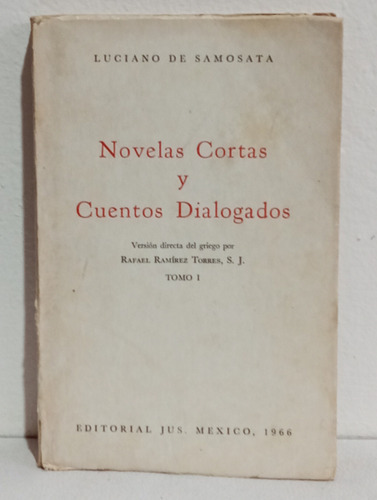 LUCIANO DE SAMOSATA
Novelas Cortas
y
Cuentos Dialogados
Versión directa del griego por
RAFAEL RAMÍREZ TORRES, S. J.
TOMO I
EDITORIAL JUS. MEXICO, 1966